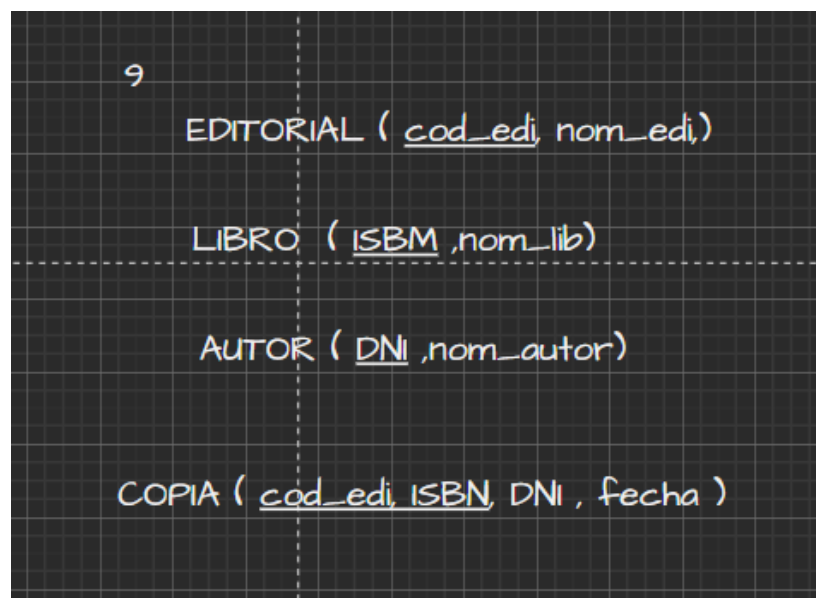 9
EDITORIAL ( cod_edi, nom_edi,)
LIBRO ( ISBM ,nom_lib)
AUTOR ( DNI ,nom_autor)
COPIA ( cod_edi, ISBN, DNI , fecha )